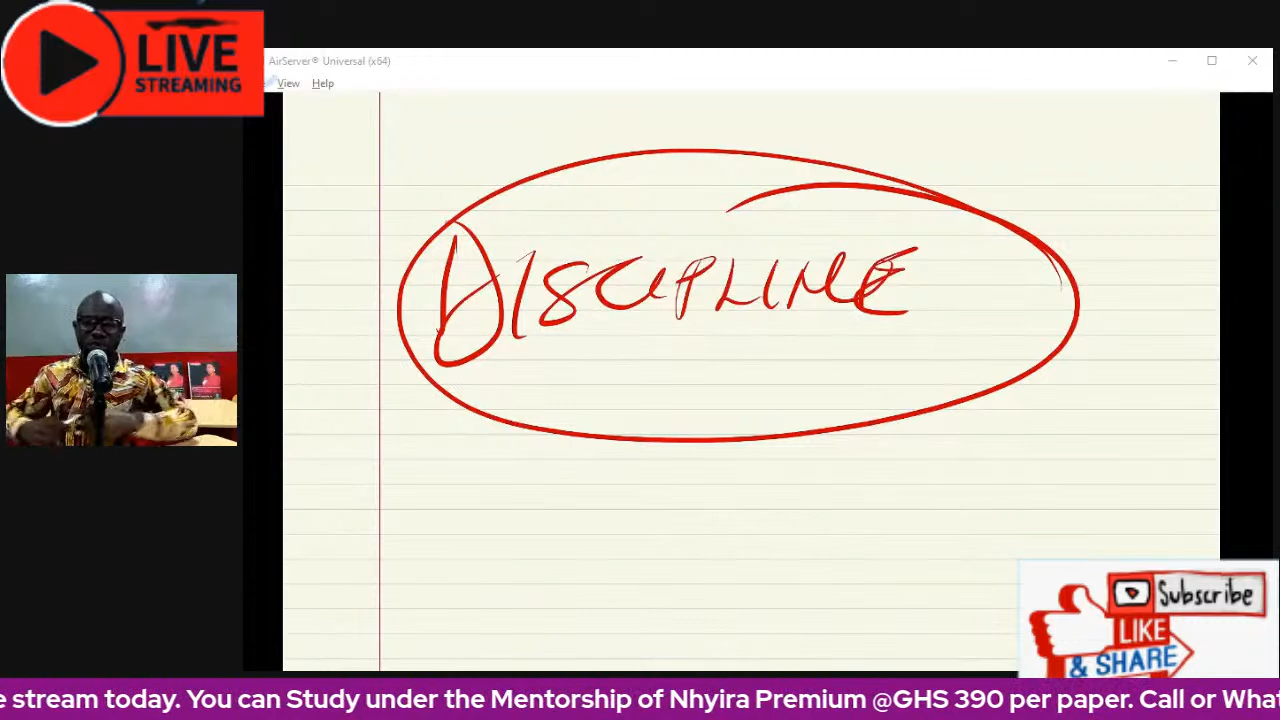 LIVE
STREAMING
AirServer® Universal (x64)
View Help
DISCIPLINE
Subscribe
LIKE
& SHARE
e stream today. You can Study under the Mentorship of Nhyira Premium @GHS 390 per paper. Call or What